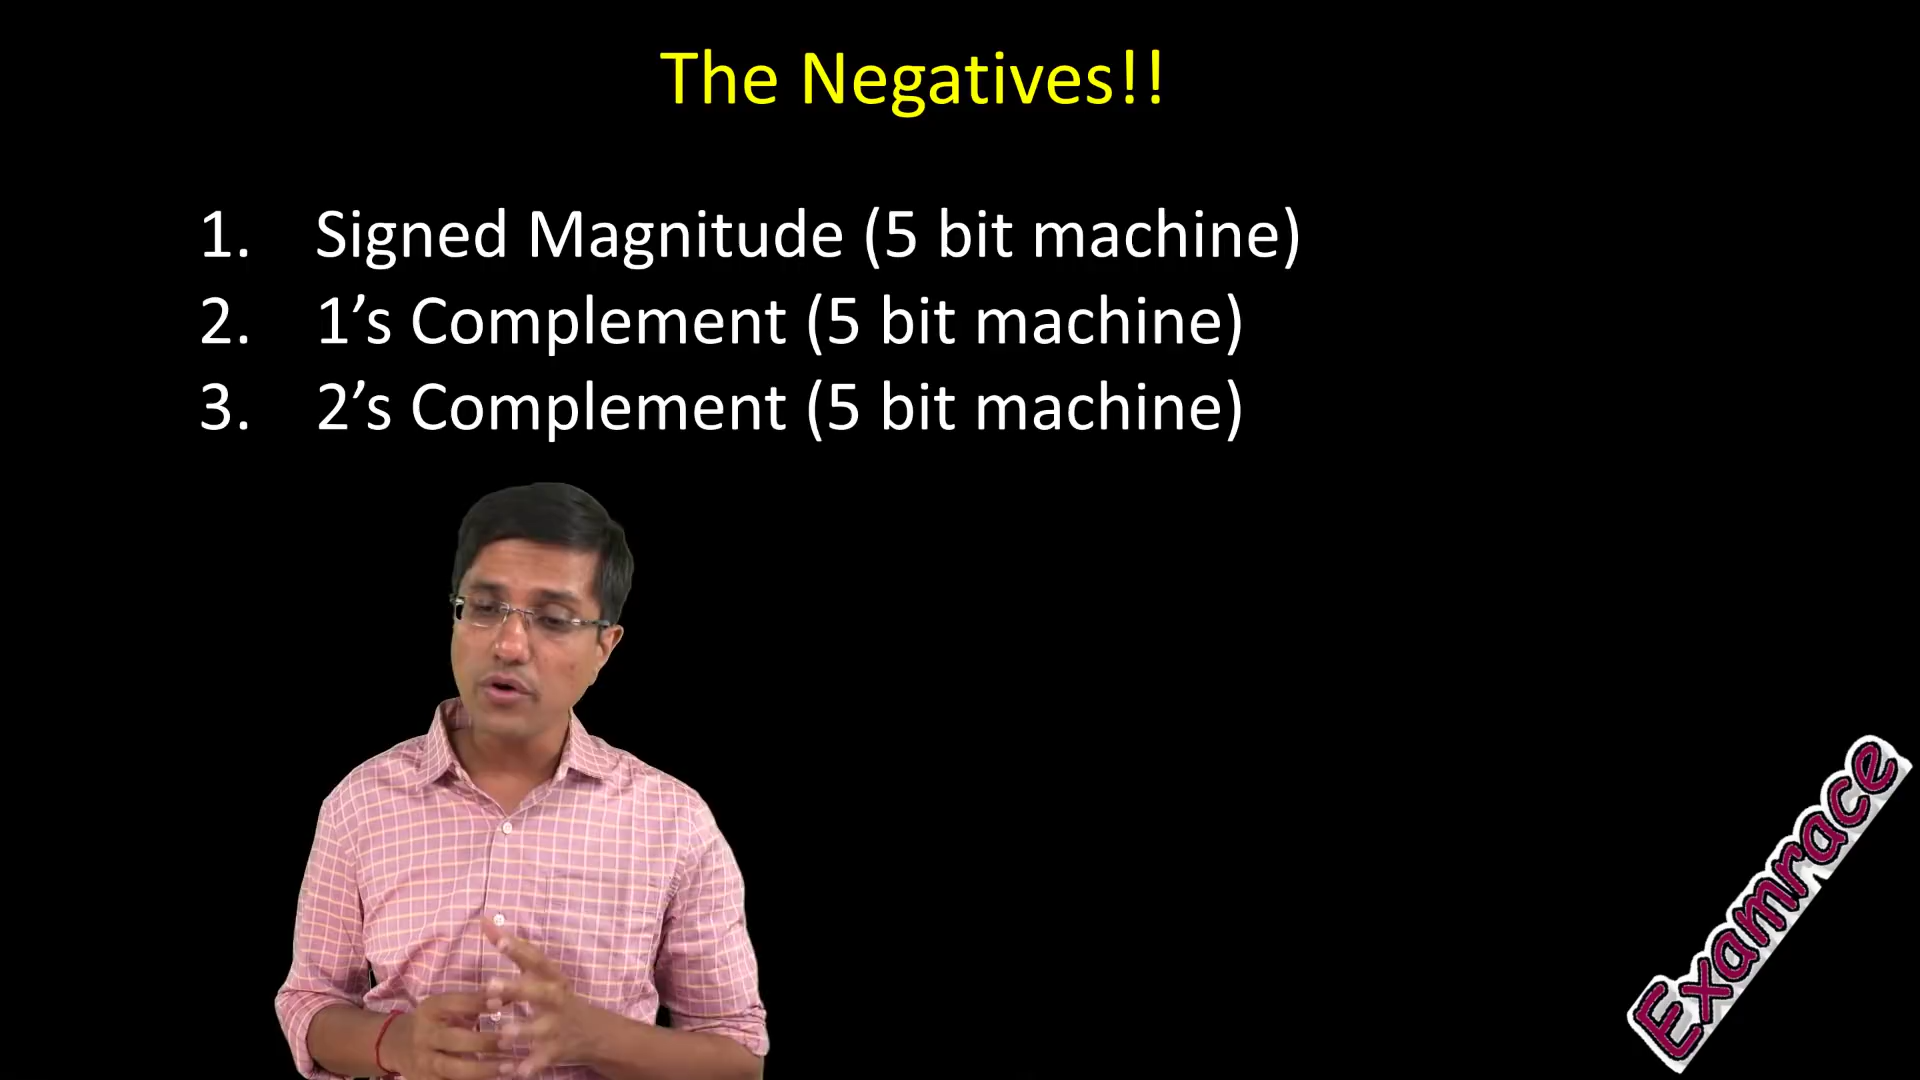 The Negatives!!
1. Signed Magnitude (5 bit machine)
2. 1’s Complement (5 bit machine)
3. 2’s Complement (5 bit machine)
Examrace